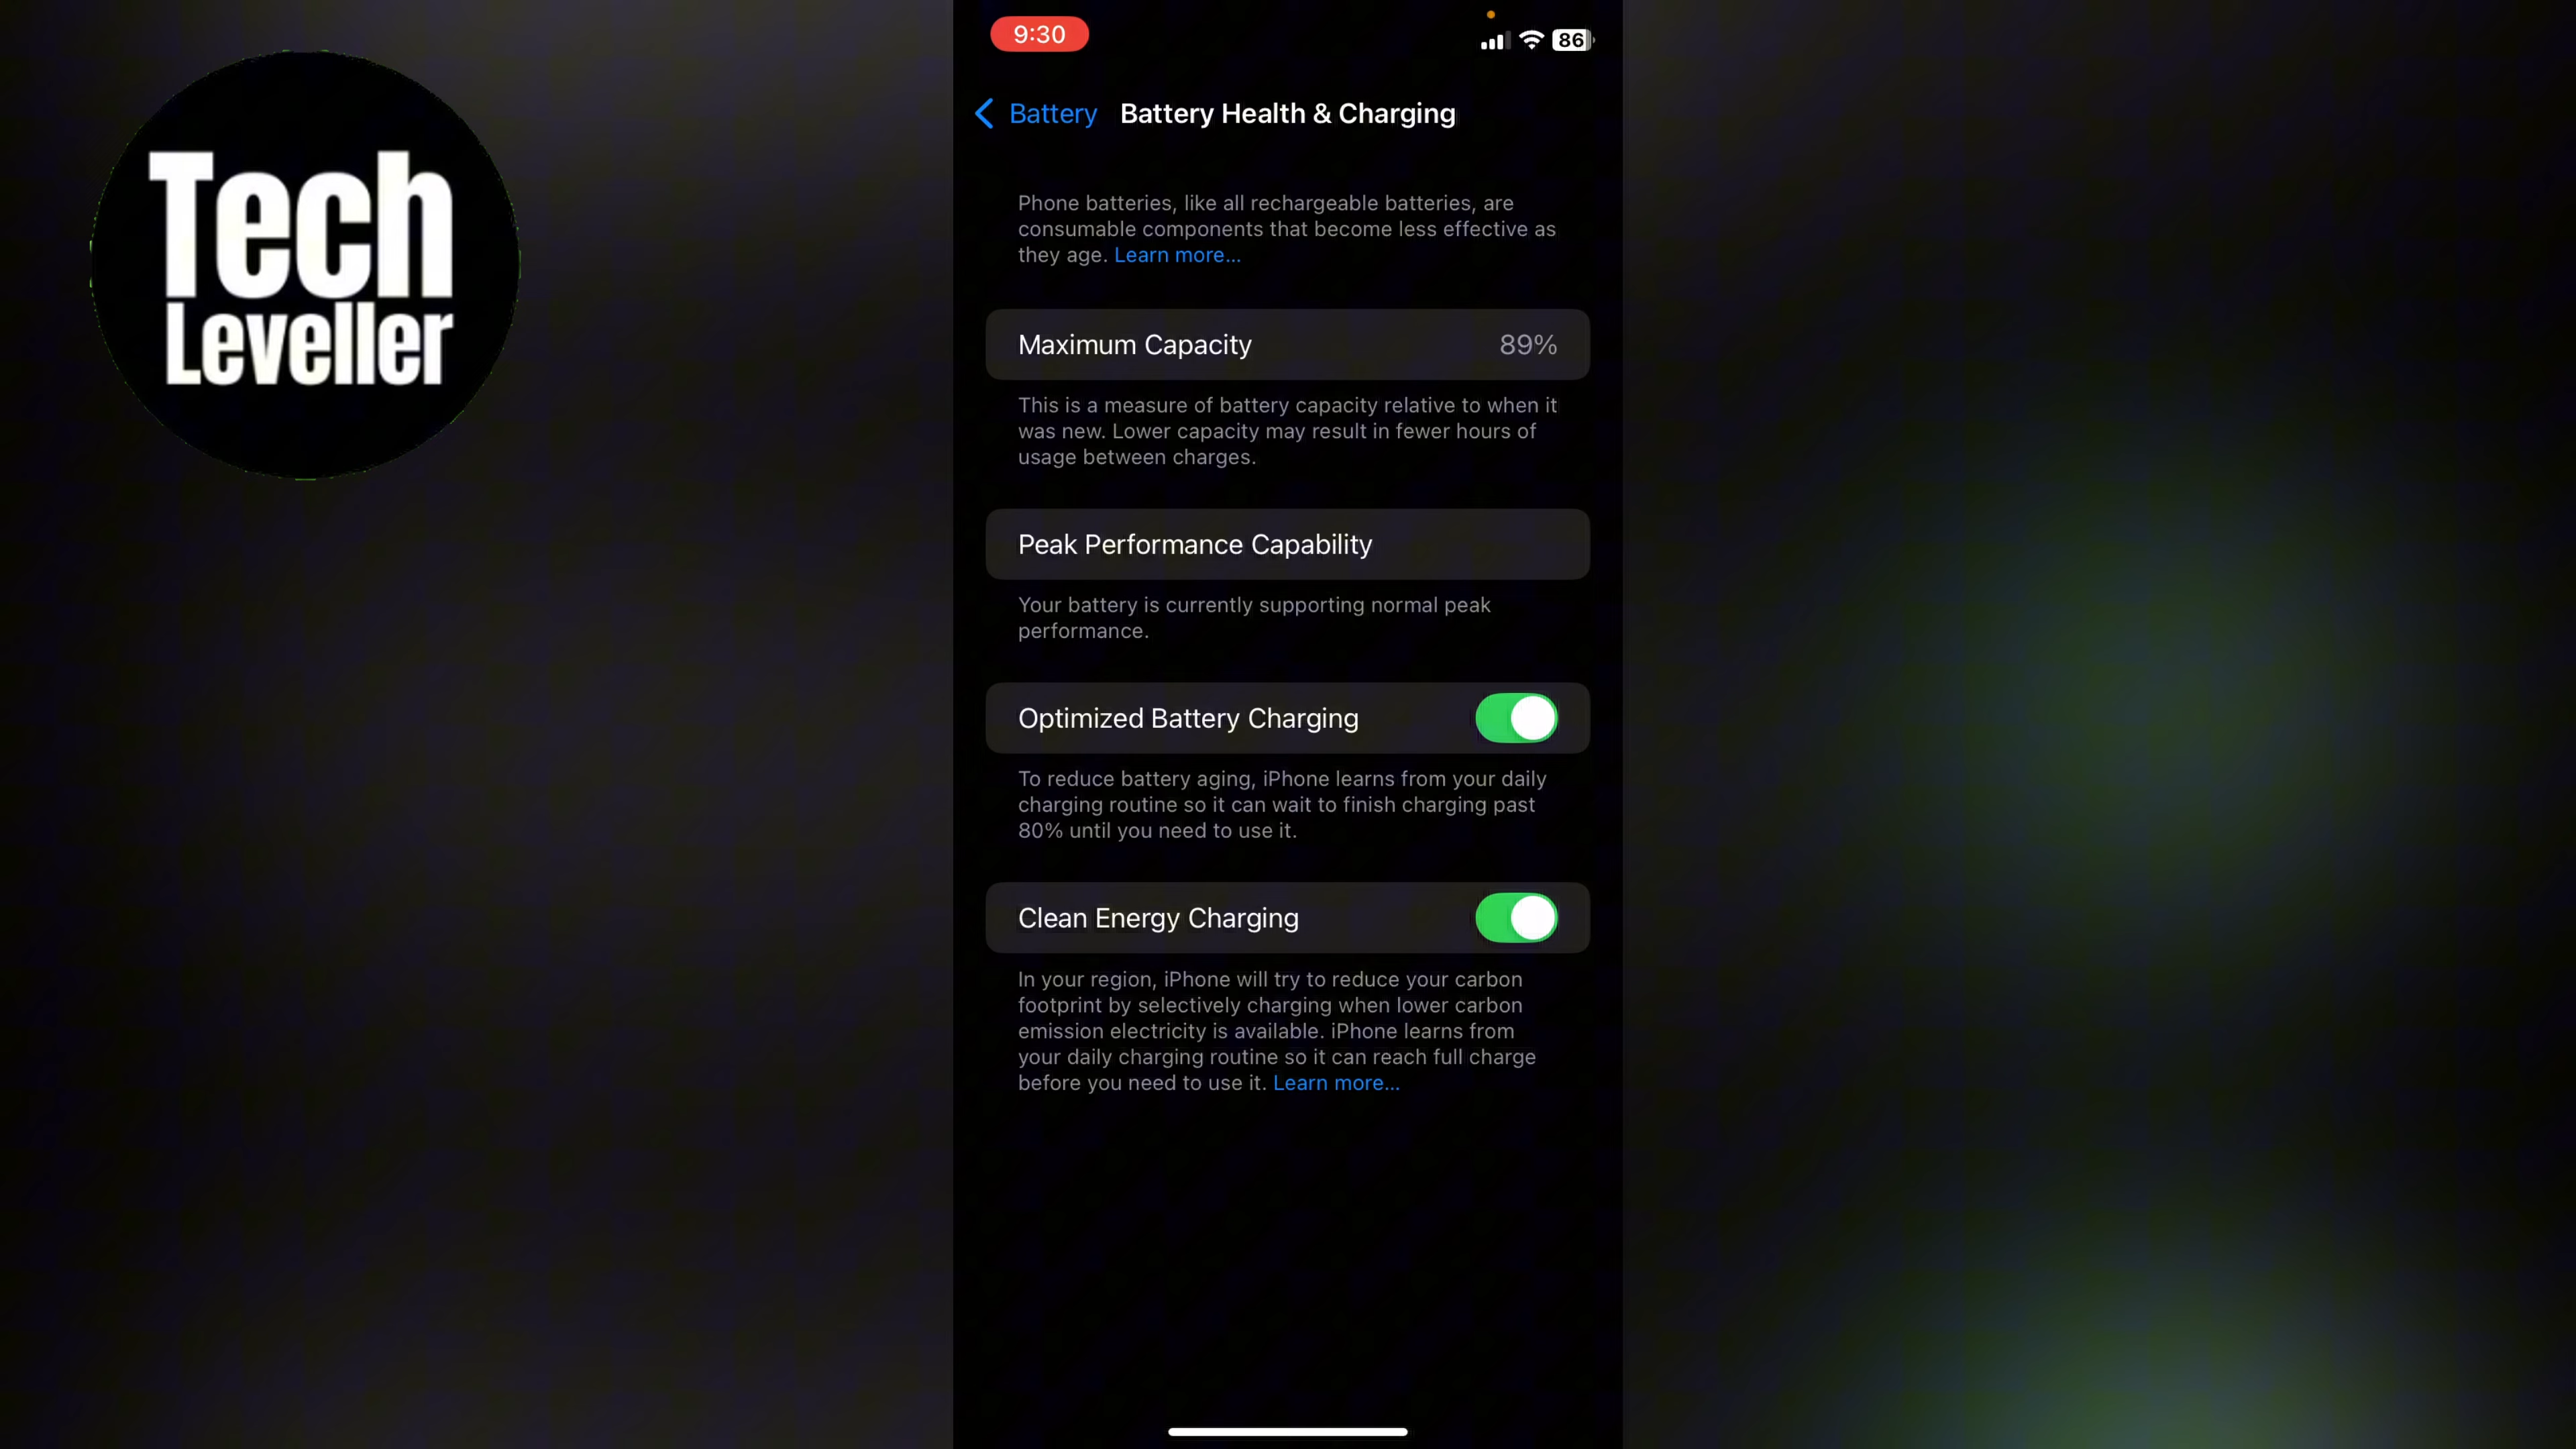 Tech
Leveller
9:30
86
Battery
Battery Health & Charging
Phone batteries, like all rechargeable batteries, are
consumable components that become less effective as
they age. Learn more...
Maximum Capacity 89%
This is a measure of battery capacity relative to when it
was new. Lower capacity may result in fewer hours of
usage between charges.
Peak Performance Capability
Your battery is currently supporting normal peak
performance.
Optimized Battery Charging
To reduce battery aging, iPhone learns from your daily
charging routine so it can wait to finish charging past
80% until you need to use it.
Clean Energy Charging
In your region, iPhone will try to reduce your carbon
footprint by selectively charging when lower carbon
emission electricity is available. iPhone learns from
your daily charging routine so it can reach full charge
before you need to use it. Learn more...